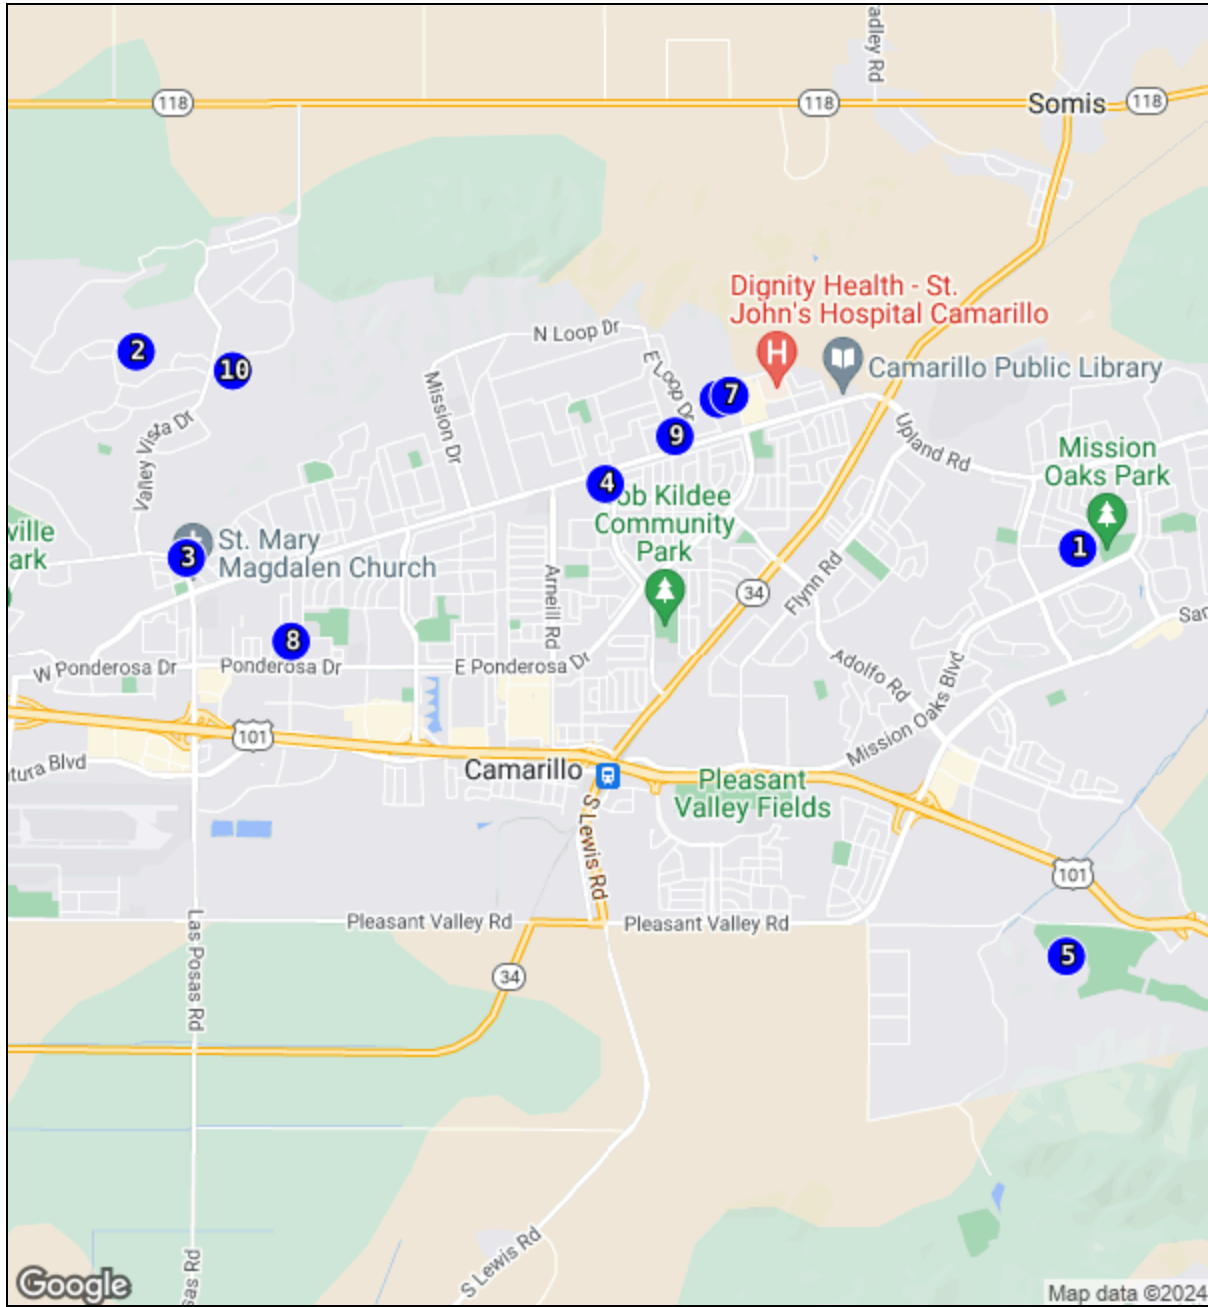 adley Rd
118
118
Somis
118
Dignity Health - St.
John's Hospital Camarillo
N Loop Dr
2
10
E Loop Dr
Camarillo Public Library
Mission Dr
7
Valley Vista Dr
9
Upland Rd
Mission
Oaks Park
4
ob Kildee
Community
Park
ville
ark
St. Mary
Magdalen Church
3
1
Arneill Rd
34
Flynn Rd
San
8
W Ponderosa Dr
Ponderosa Dr
E Ponderosa Dr
Adolfo Rd
Mission Oaks Blvd
101
tura Blvd
Camarillo
Pleasant
Valley Fields
S Lewis Rd
101
Pleasant Valley Rd
Pleasant Valley Rd
Las Posas Rd
5
34
S Lewis Rd
sas Rd
Google
Map data ©2024